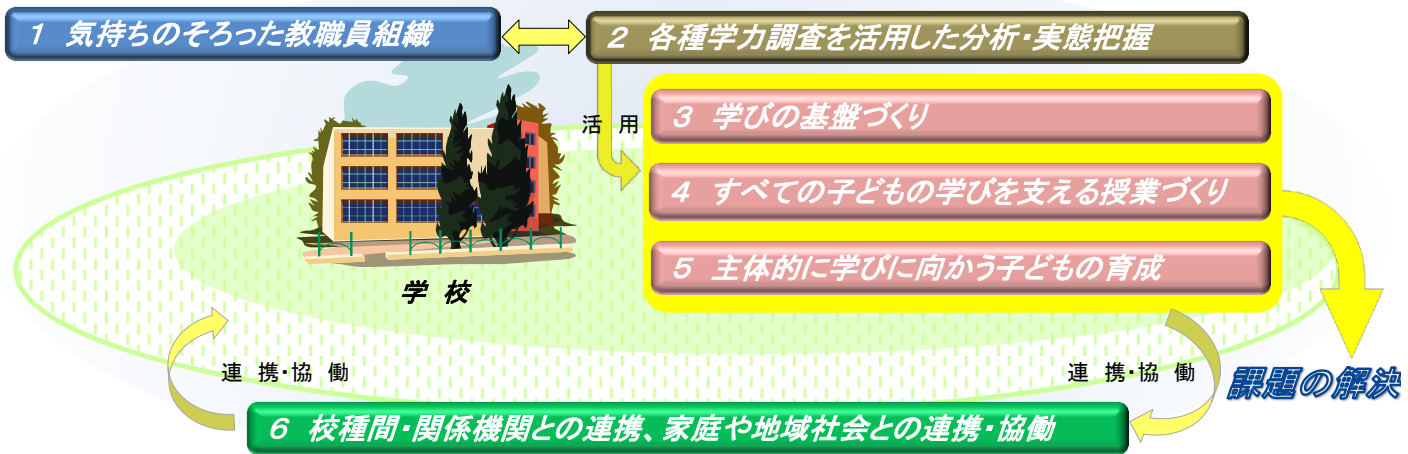 １　気持ちのそろった教職員組織
２　各種学力調査を活用した分析・実態把握
活　用
３　学びの基盤づくり
４　すべての子どもの学びを支える授業づくり
５　主体的に学びに向かう子どもの育成
学　校
連　携・協　働
連　携・協　働
課題の解決
６　校種間・関係機関との連携、家庭や地域社会との連携・協働